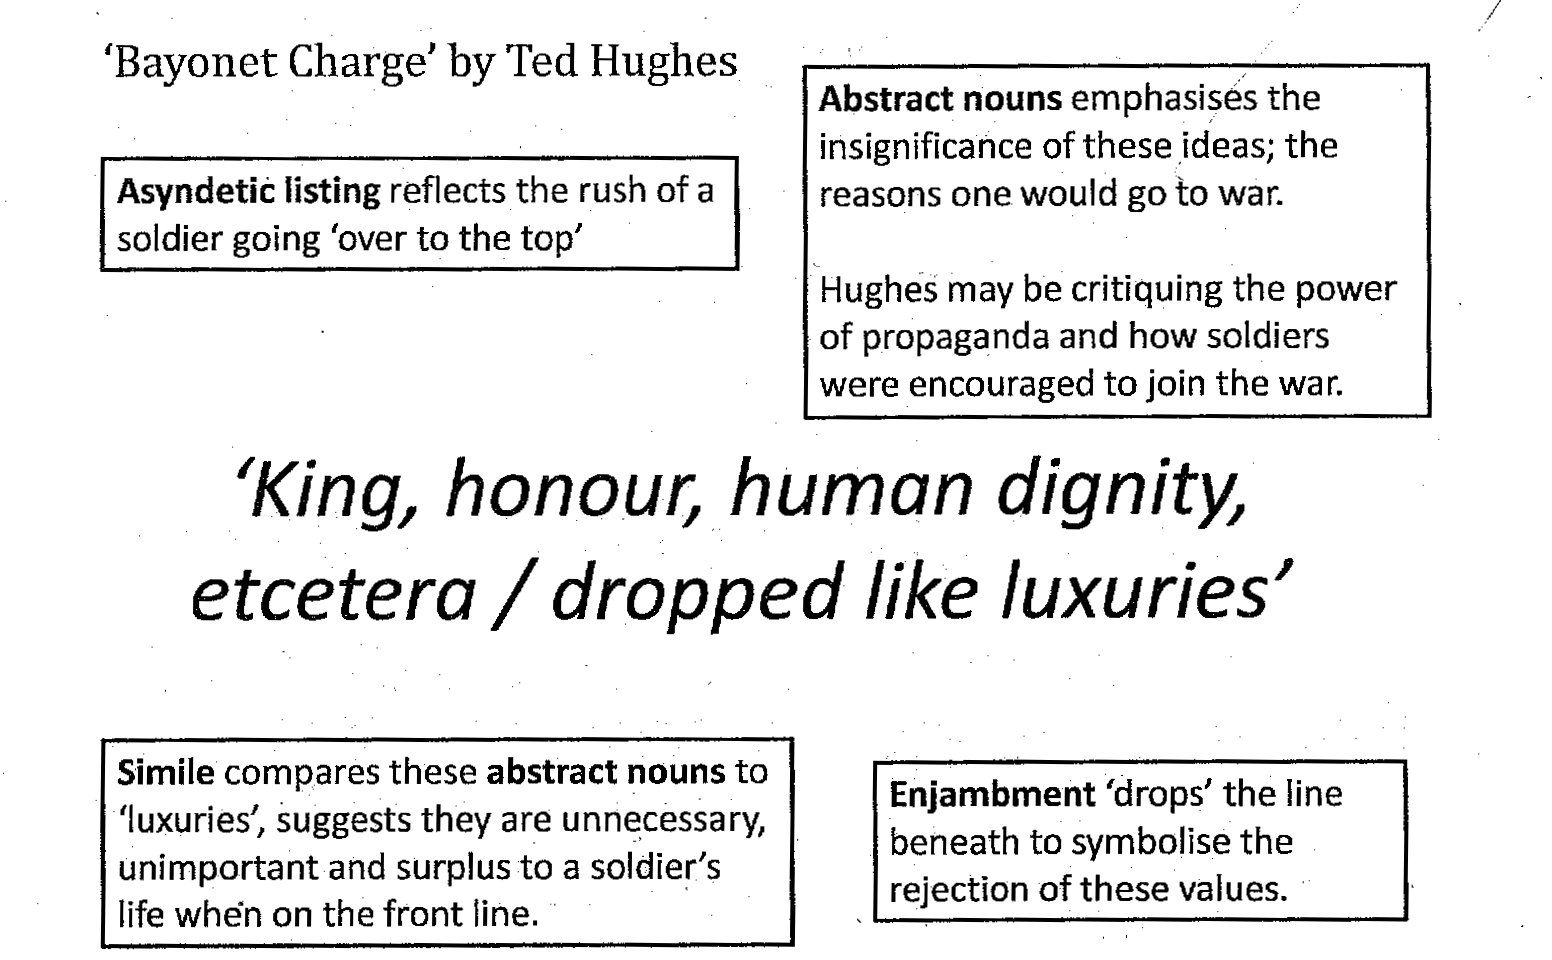 ‘Bayonet Charge’ by Ted Hughes
Asyndetic listing reflects the rush of a
soldier going ‘over to the top’
Abstract nouns emphasises the
insignificance of these ideas; the
reasons one would go to war.
Hughes may be critiquing the power
of propaganda and how soldiers
were encouraged to join the war.
‘King, honour, human dignity,
etcetera / dropped like luxuries’
Simile compares these abstract nouns to
‘luxuries’, suggests they are unnecessary,
unimportant and surplus to a soldier’s
life when on the front line.
Enjambment ‘drops’ the line
beneath to symbolise the
rejection of these values.